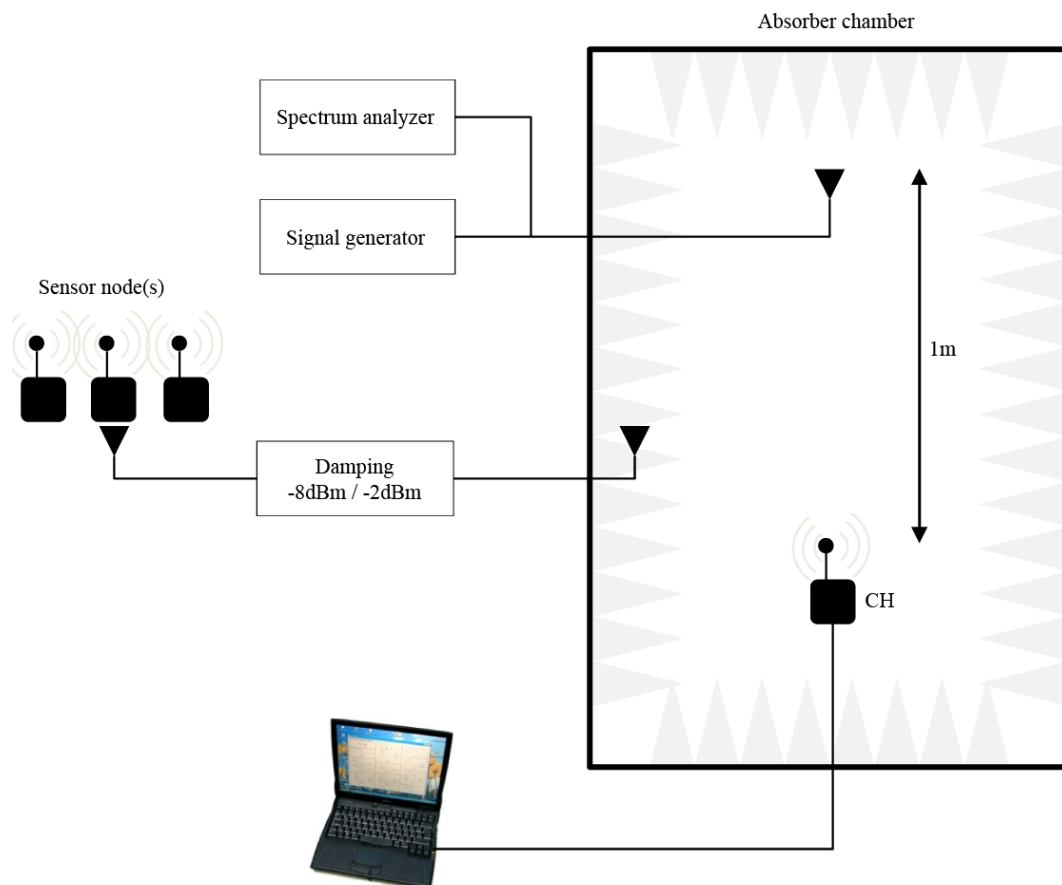 Absorber chamber
Spectrum analyzer
Signal generator
Sensor node(s)
1m
Damping
-8dBm / -2dBm
CH